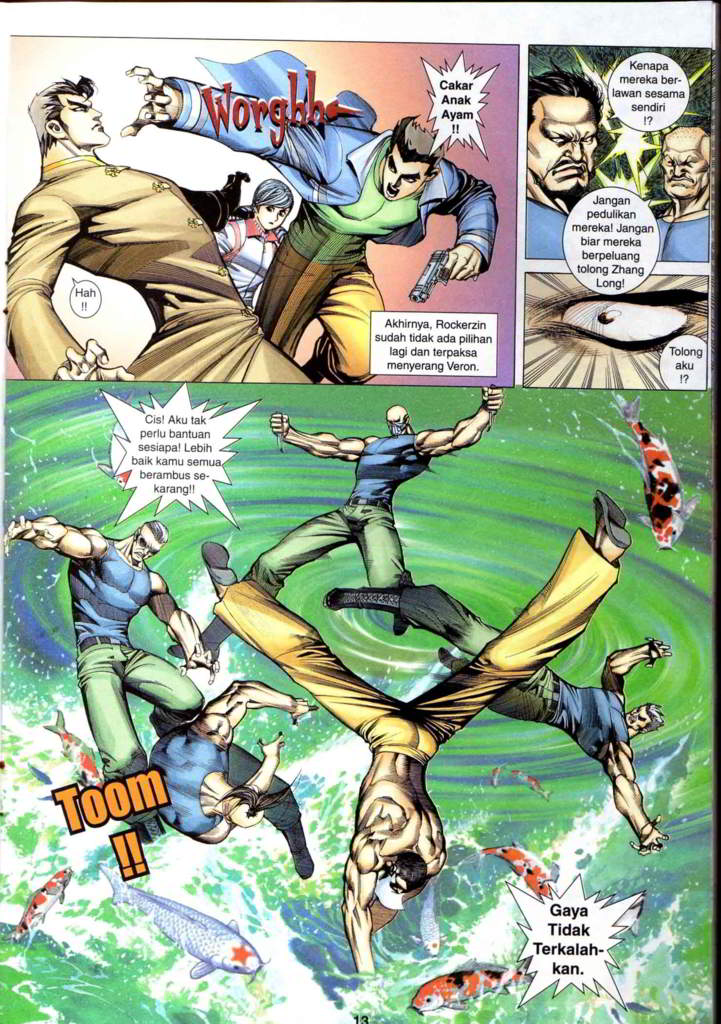 Worghh
Cakar
Anak
Ayam
!!
Hah
!!
Akhirnya, Rockerzin
sudah tidak ada pilihan
lagi dan terpaksa
menyerang Veron.
Kenapa
mereka ber-
lawan sesama
sendiri
!?
Jangan
pedulikan
mereka! Jangan
biar mereka
berpeluang
tolong Zhang
Long!
Tolong
aku
!?
Cis! Aku tak
perlu bantuan
sesiapa! Lebih
baik kamu semua
berambus se-
karang!!
Toom
!!
Gaya
Tidak
Terkalah-
kan.
13